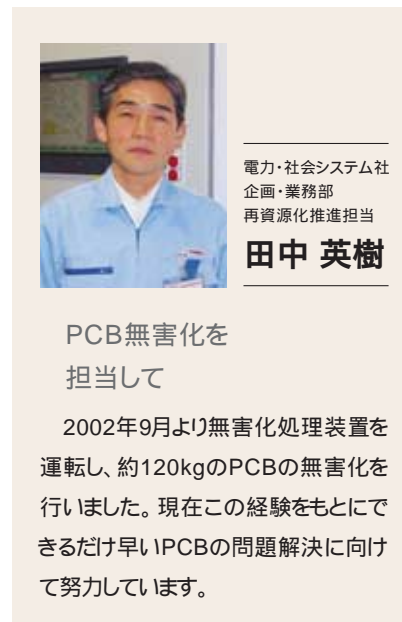 電力・社会システム社
企画・業務部
再資源化推進担当
田中 英樹
PCB無害化を
担当して
　2002年9月より無害化処理装置を
運転し、約120kgのPCBの無害化を
行いました。現在この経験をもとにで
きるだけ早いPCBの問題解決に向け
て努力しています。